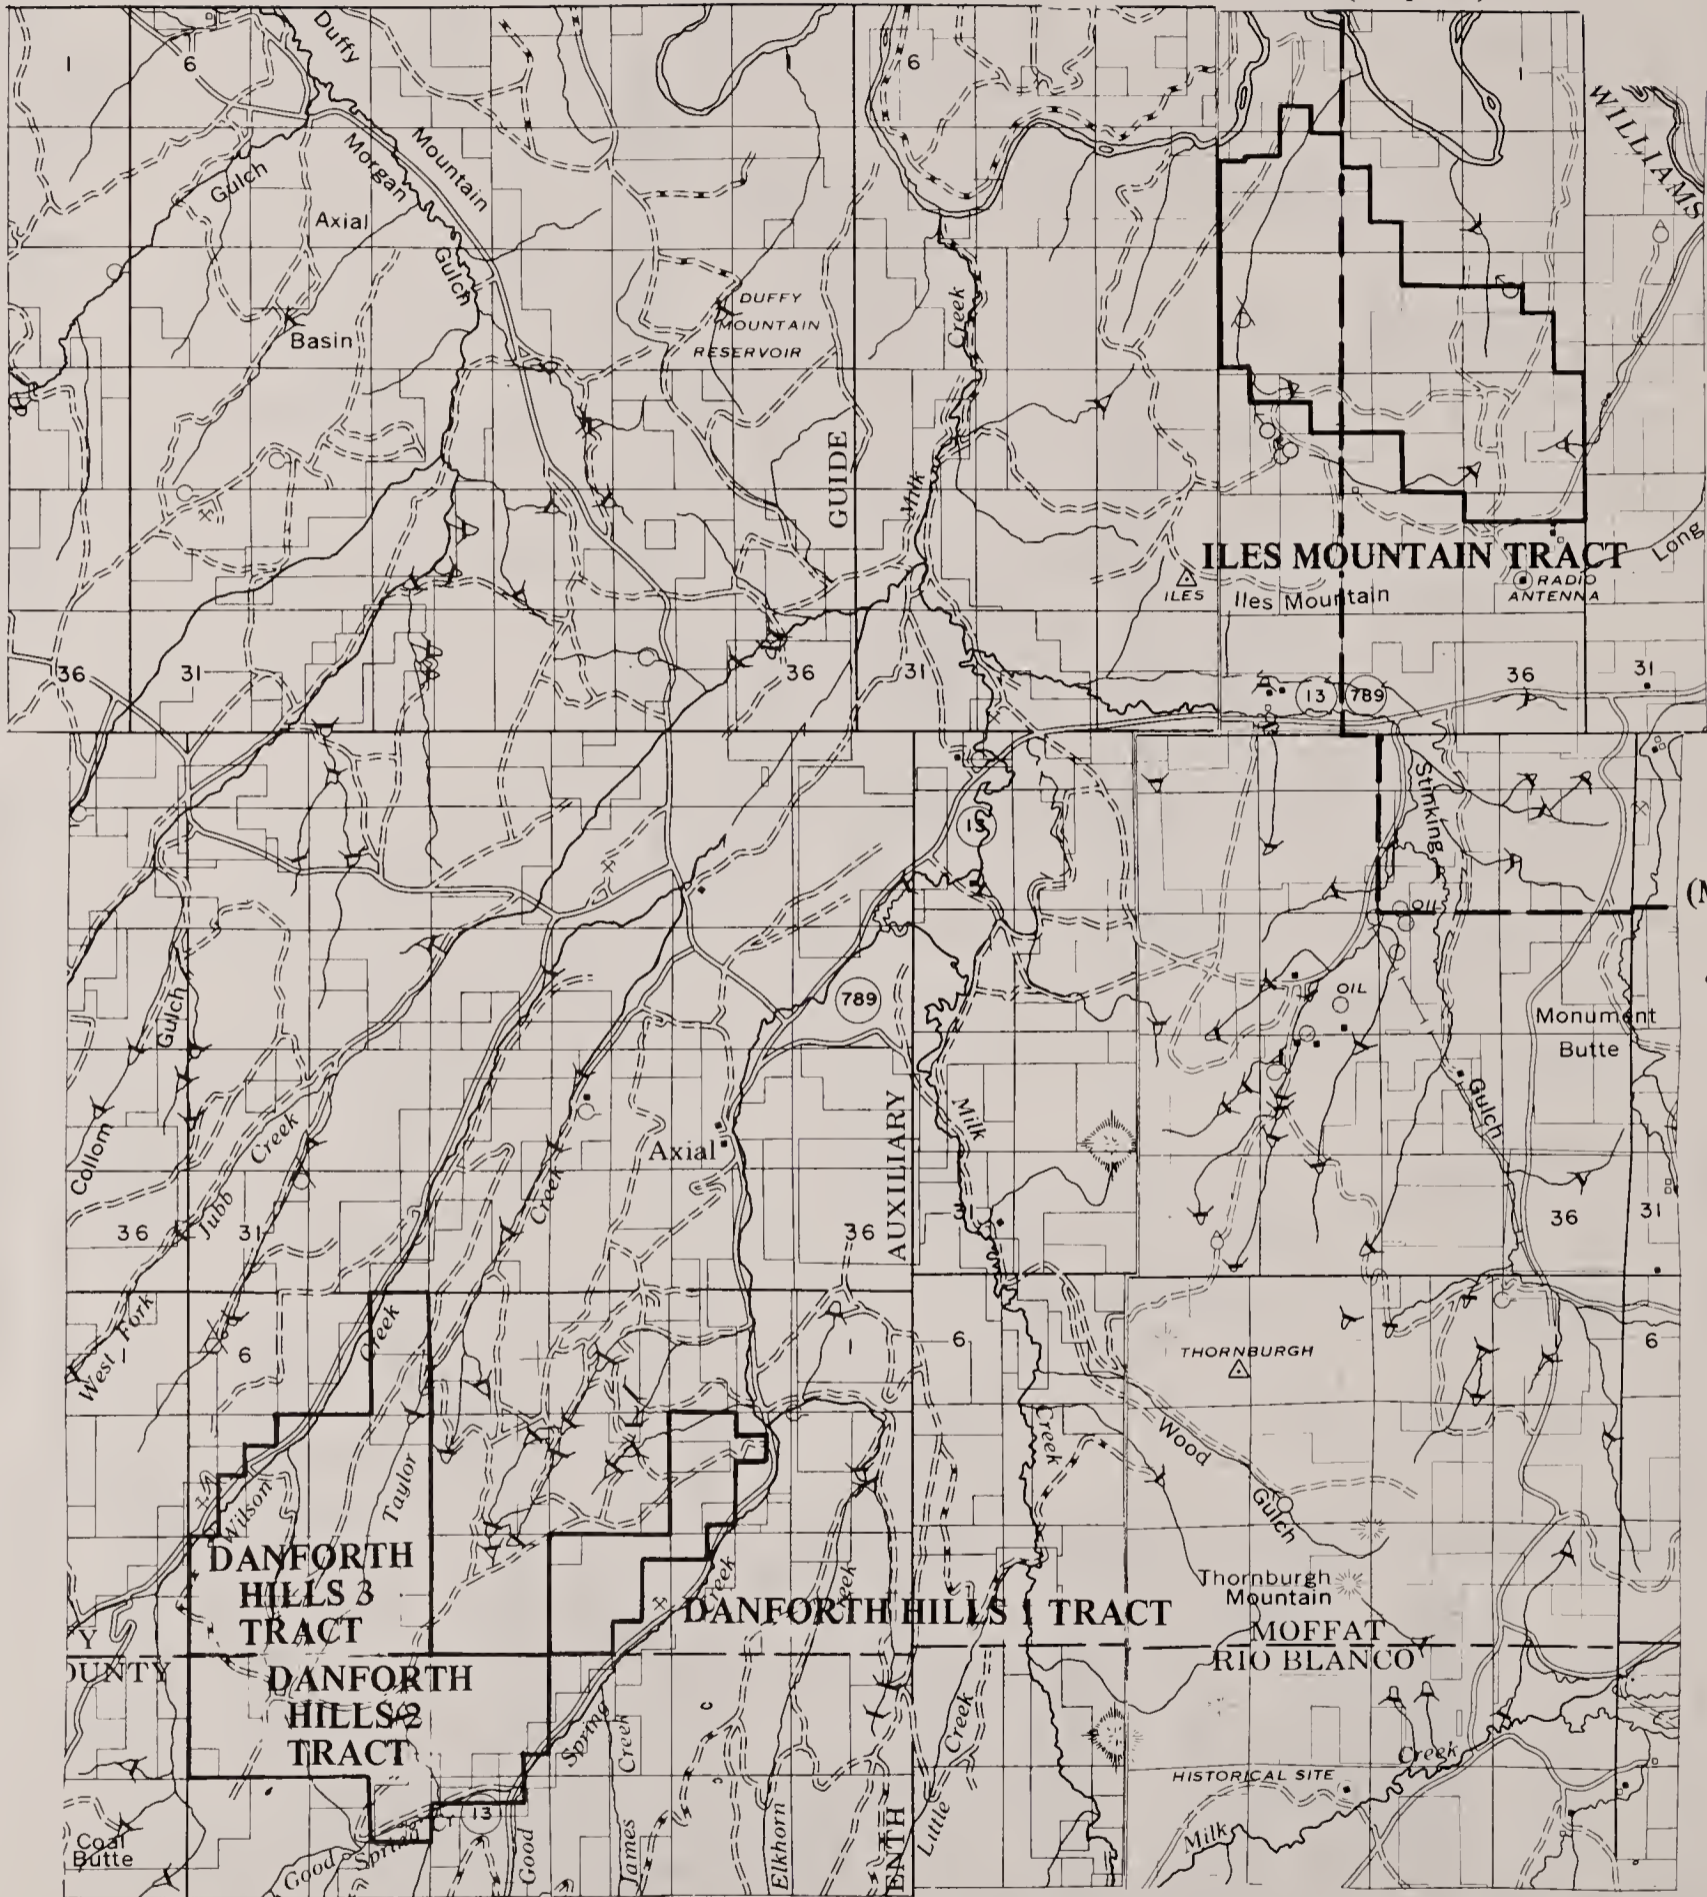 1
6
Duffy
6
1
WILLIAMS
Mountain
Morgan
Gulch
Gulch
Axial
Basin
DUFFY
MOUNTAIN
RESERVOIR
Creek
GUIDE
Milk
ILES MOUNTAIN TRACT
Long
ILES
Iles Mountain
RADIO
ANTENNA
36
31
36
31
13
789
36
31
Stinking
13
OIL
(M
Gulch
789
OIL
Monument
Butte
Collom
Creek
Jubb
Creek
Axial
AUXILIARY
Milk
Gulch
36
31
36
31
36
31
West Fork
6
Creek
1
6
THORNBURGH
6
Taylor
Wilson
Creek
Wood
Gulch
DANFORTH
HILLS 3
TRACT
DANFORTH HILLS 1 TRACT
Thornburgh
Mountain
Y
OUNTY
MOFFAT
RIO BLANCO
DANFORTH
HILLS 2
TRACT
Spring
Creek
Creek
Creek
HISTORICAL SITE
Coal
Butte
13
Good
Spring Cr
Good
James
Elkhorn
ENTH
Little
Milk